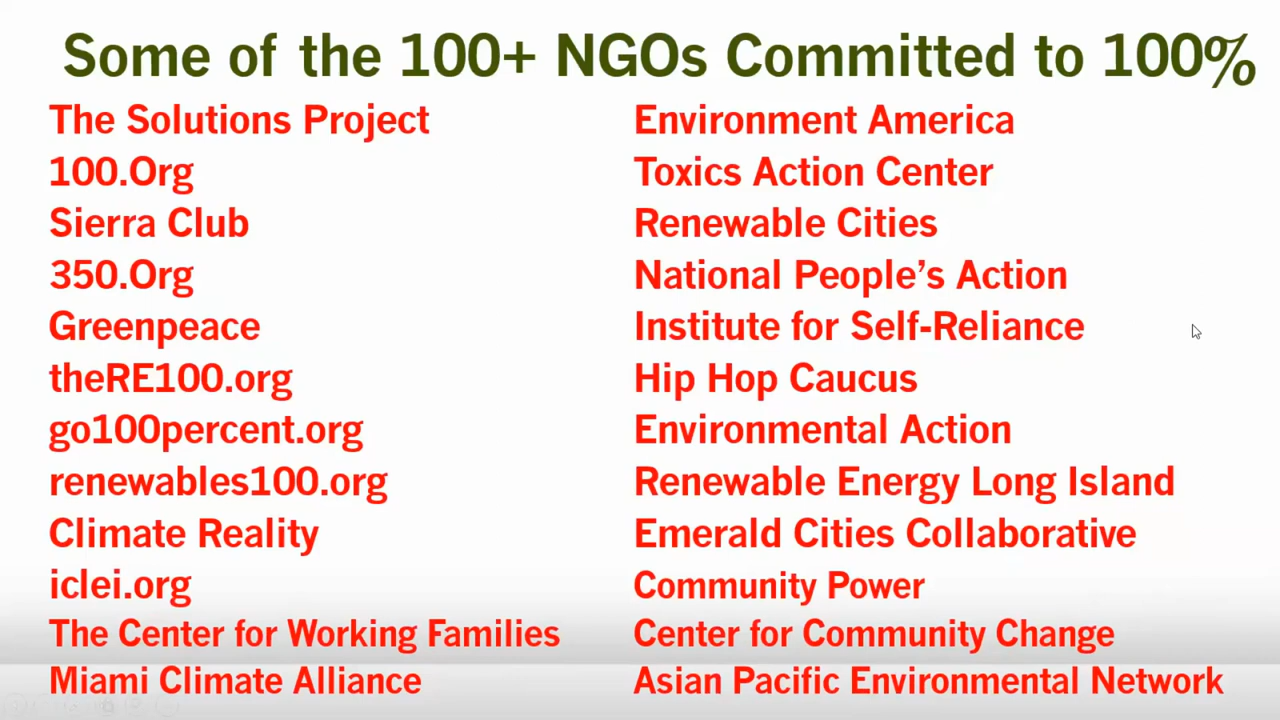 Some of the 100+ NGOs Committed to 100%
The Solutions Project
100.Org
Sierra Club
350.Org
Greenpeace
theRE100.org
go100percent.org
renewables100.org
Climate Reality
iclei.org
The Center for Working Families
Miami Climate Alliance
Environment America
Toxics Action Center
Renewable Cities
National People’s Action
Institute for Self-Reliance
Hip Hop Caucus
Environmental Action
Renewable Energy Long Island
Emerald Cities Collaborative
Community Power
Center for Community Change
Asian Pacific Environmental Network